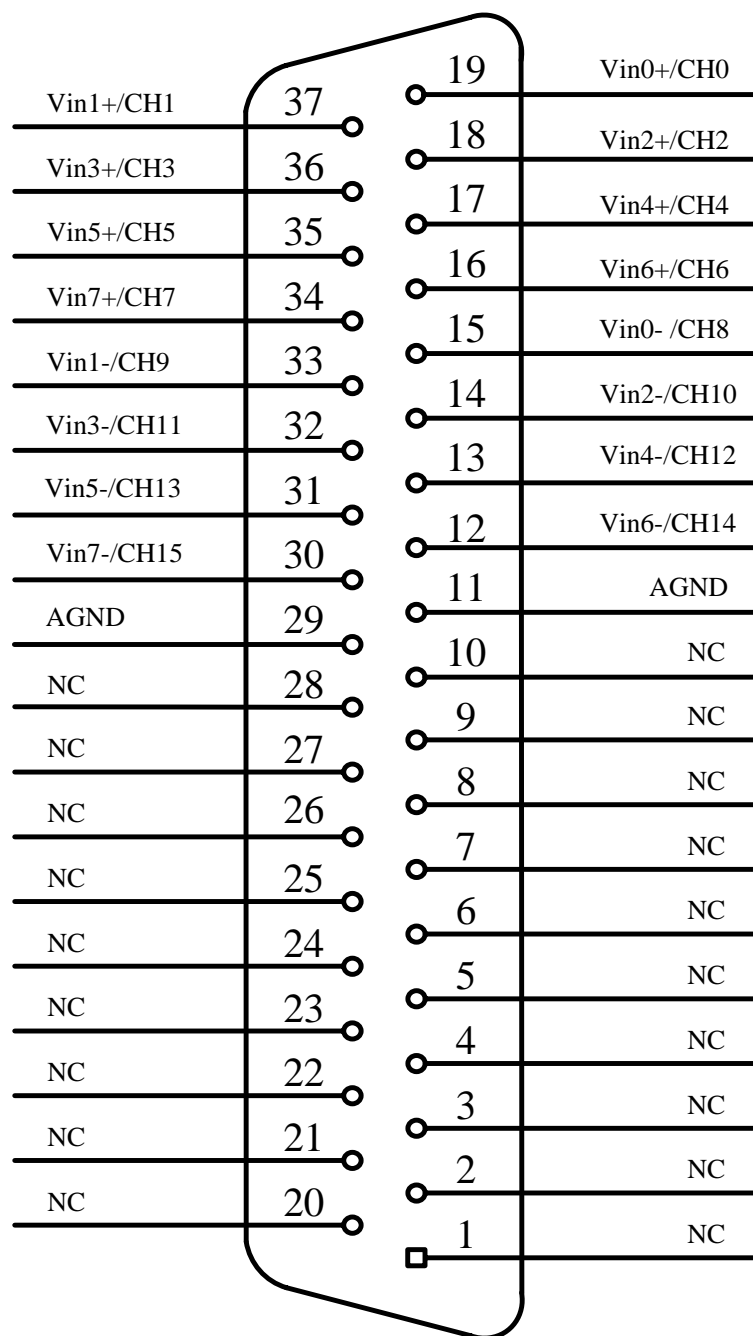 19 Vin0+/CH0
Vin1+/CH1 37
18 Vin2+/CH2
Vin3+/CH3 36
17 Vin4+/CH4
Vin5+/CH5 35
16 Vin6+/CH6
Vin7+/CH7 34
15 Vin0- /CH8
Vin1-/CH9 33
14 Vin2-/CH10
Vin3-/CH11 32
13 Vin4-/CH12
Vin5-/CH13 31
12 Vin6-/CH14
Vin7-/CH15 30
11 AGND
AGND 29
10 NC
NC 28
9 NC
NC 27
8 NC
NC 26
7 NC
NC 25
6 NC
NC 24
5 NC
NC 23
4 NC
NC 22
3 NC
NC 21
2 NC
NC 20
1 NC